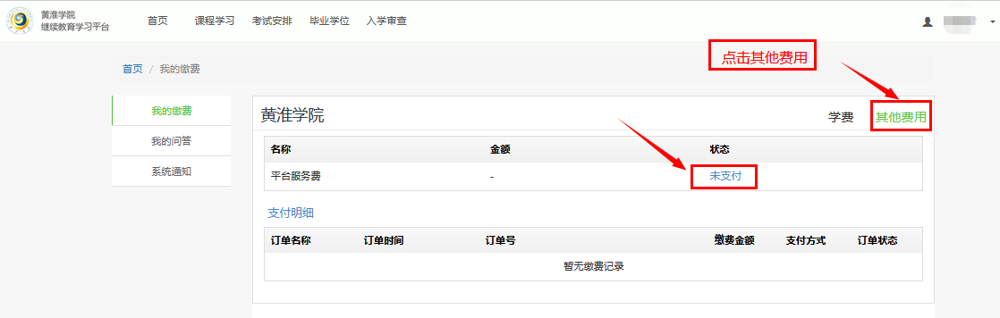 黄淮学院
继续教育学习平台
首页 课程学习 考试安排 毕业学位 入学审查
点击其他费用
首页 / 我的缴费
我的缴费
我的问答
系统通知
黄淮学院
学费 其他费用
名称 金额 状态
平台服务费 - 未支付
支付明细
订单名称 订单时间 订单号 缴费金额 支付方式 订单状态
暂无缴费记录